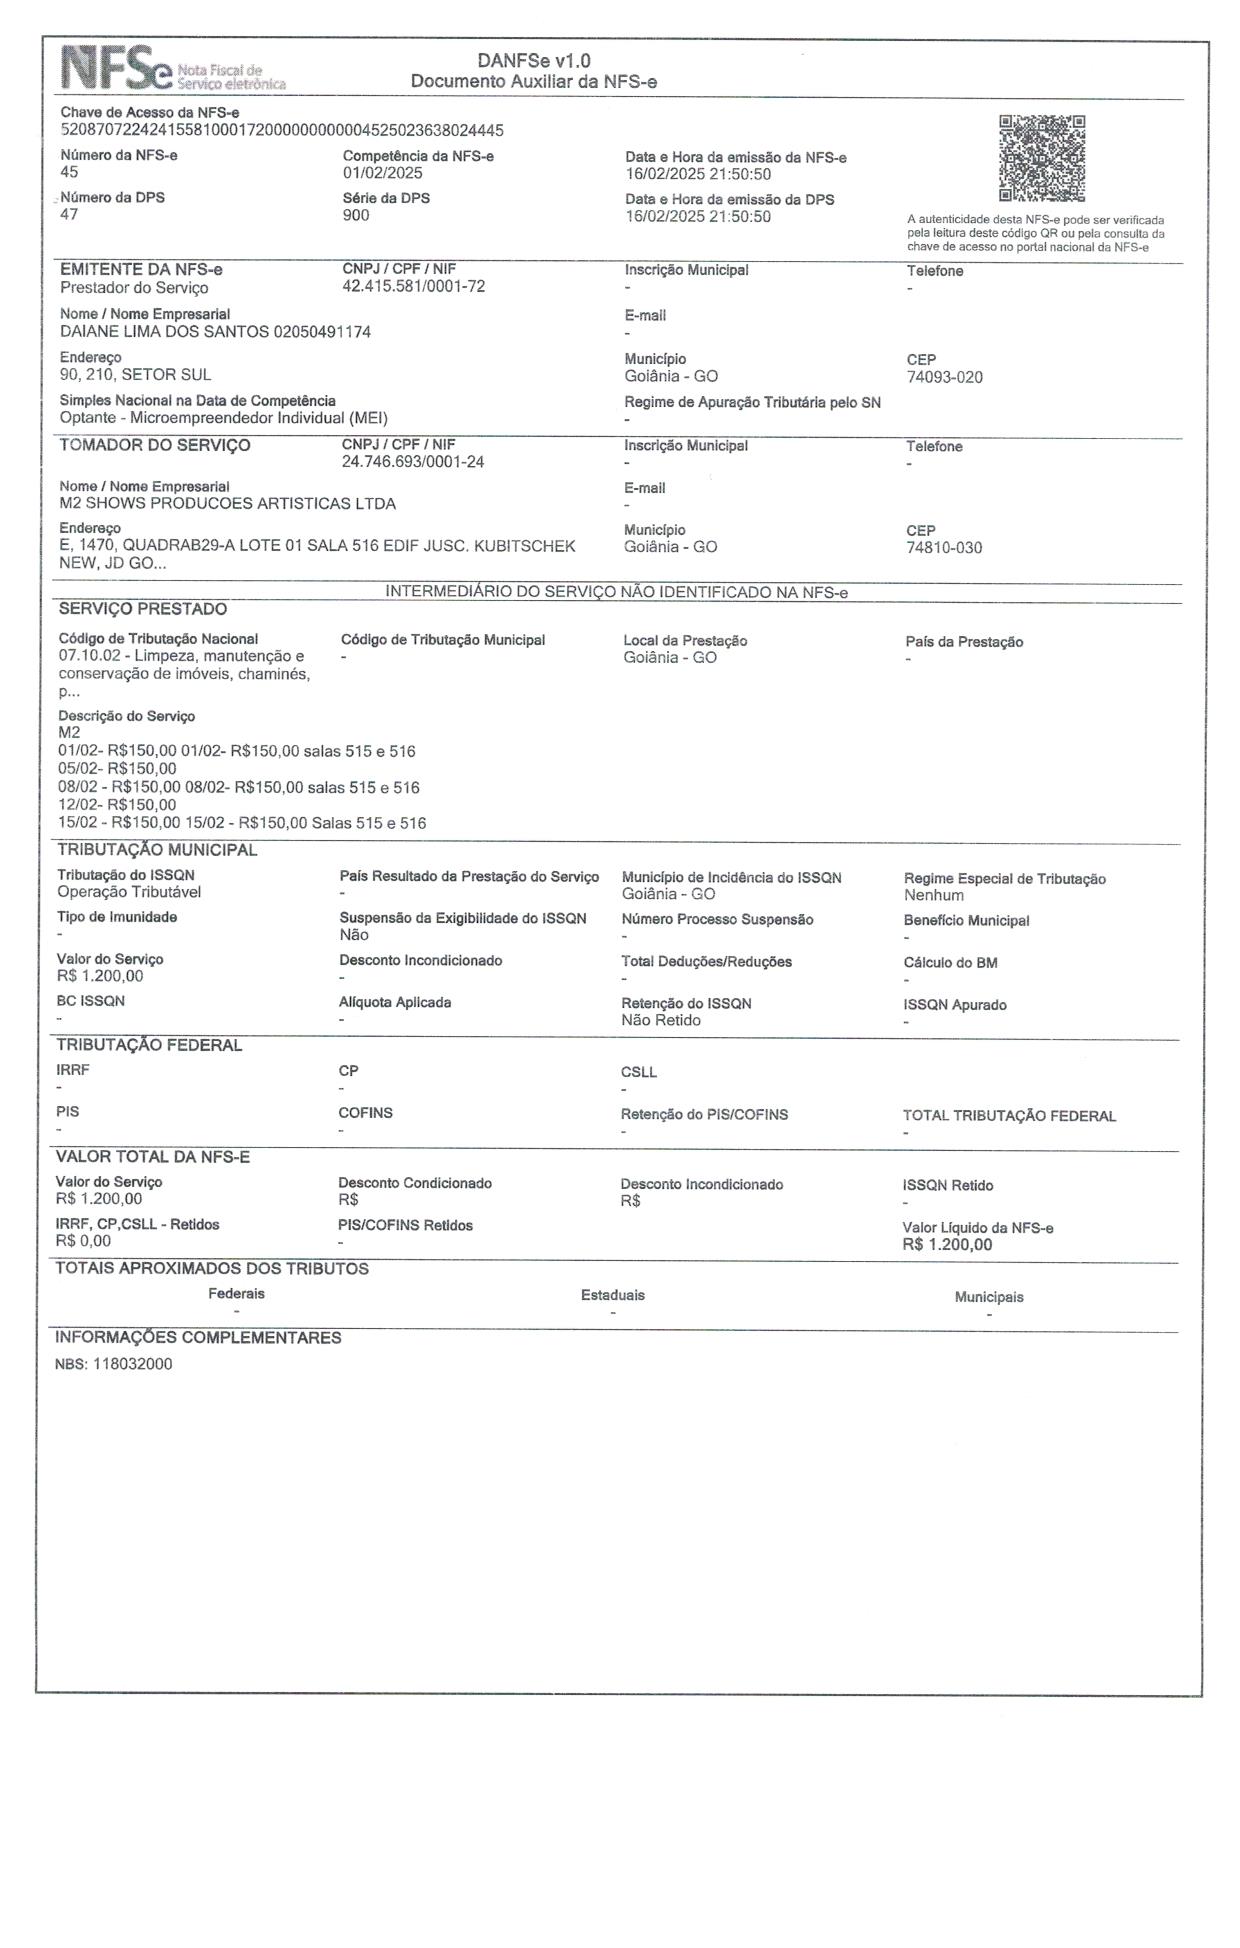 NFSe Nota Fiscal de
Serviço eletrônica
DANFSe v1.0
Documento Auxiliar da NFS-e
Chave de Acesso da NFS-e
52087072242415581000172000000000004525023638024445
Número da NFS-e
45
Competência da NFS-e
01/02/2025
Data e Hora da emissão da NFS-e
16/02/2025 21:50:50
Número da DPS
47
Série da DPS
900
Data e Hora da emissão da DPS
16/02/2025 21:50:50
A autenticidade desta NFS-e pode ser verificada
pela leitura deste código QR ou pela consulta da
chave de acesso no portal nacional da NFS-e
EMITENTE DA NFS-e
Prestador do Serviço
CNPJ / CPF / NIF
42.415.581/0001-72
Inscrição Municipal
-
Telefone
-
Nome / Nome Empresarial
DAIANE LIMA DOS SANTOS 02050491174
E-mail
-
Endereço
90, 210, SETOR SUL
Município
Goiânia - GO
CEP
74093-020
Simples Nacional na Data de Competência
Optante - Microempreendedor Individual (MEI)
Regime de Apuração Tributária pelo SN
-
TOMADOR DO SERVIÇO
CNPJ / CPF / NIF
24.746.693/0001-24
Inscrição Municipal
-
Telefone
-
Nome / Nome Empresarial
M2 SHOWS PRODUCOES ARTISTICAS LTDA
E-mail
-
Endereço
E, 1470, QUADRAB29-A LOTE 01 SALA 516 EDIF JUSC. KUBITSCHEK
NEW, JD GO...
Município
Goiânia - GO
CEP
74810-030
INTERMEDIÁRIO DO SERVIÇO NÃO IDENTIFICADO NA NFS-e
SERVIÇO PRESTADO
Código de Tributação Nacional
07.10.02 - Limpeza, manutenção e
conservação de imóveis, chaminés,
p...
Código de Tributação Municipal
-
Local da Prestação
Goiânia - GO
País da Prestação
-
Descrição do Serviço
M2
01/02- R$150,00 01/02- R$150,00 salas 515 e 516
05/02- R$150,00
08/02 - R$150,00 08/02- R$150,00 salas 515 e 516
12/02- R$150,00
15/02 - R$150,00 15/02 - R$150,00 Salas 515 e 516
TRIBUTAÇÃO MUNICIPAL
Tributação do ISSQN
Operação Tributável
País Resultado da Prestação do Serviço
-
Município de Incidência do ISSQN
Goiânia - GO
Regime Especial de Tributação
Nenhum
Tipo de Imunidade
-
Suspensão da Exigibilidade do ISSQN
Não
Número Processo Suspensão
-
Benefício Municipal
-
Valor do Serviço
R$ 1.200,00
Desconto Incondicionado
-
Total Deduções/Reduções
-
Cálculo do BM
-
BC ISSQN
-
Alíquota Aplicada
-
Retenção do ISSQN
Não Retido
ISSQN Apurado
-
TRIBUTAÇÃO FEDERAL
IRRF
-
CP
-
CSLL
-
PIS
-
COFINS
-
Retenção do PIS/COFINS
-
TOTAL TRIBUTAÇÃO FEDERAL
-
VALOR TOTAL DA NFS-E
Valor do Serviço
R$ 1.200,00
Desconto Condicionado
R$
Desconto Incondicionado
R$
ISSQN Retido
-
IRRF, CP,CSLL - Retidos
R$ 0,00
PIS/COFINS Retidos
-
Valor Líquido da NFS-e
R$ 1.200,00
TOTAIS APROXIMADOS DOS TRIBUTOS
Federais
-
Estaduais
-
Municipais
-
INFORMAÇÕES COMPLEMENTARES
NBS: 118032000